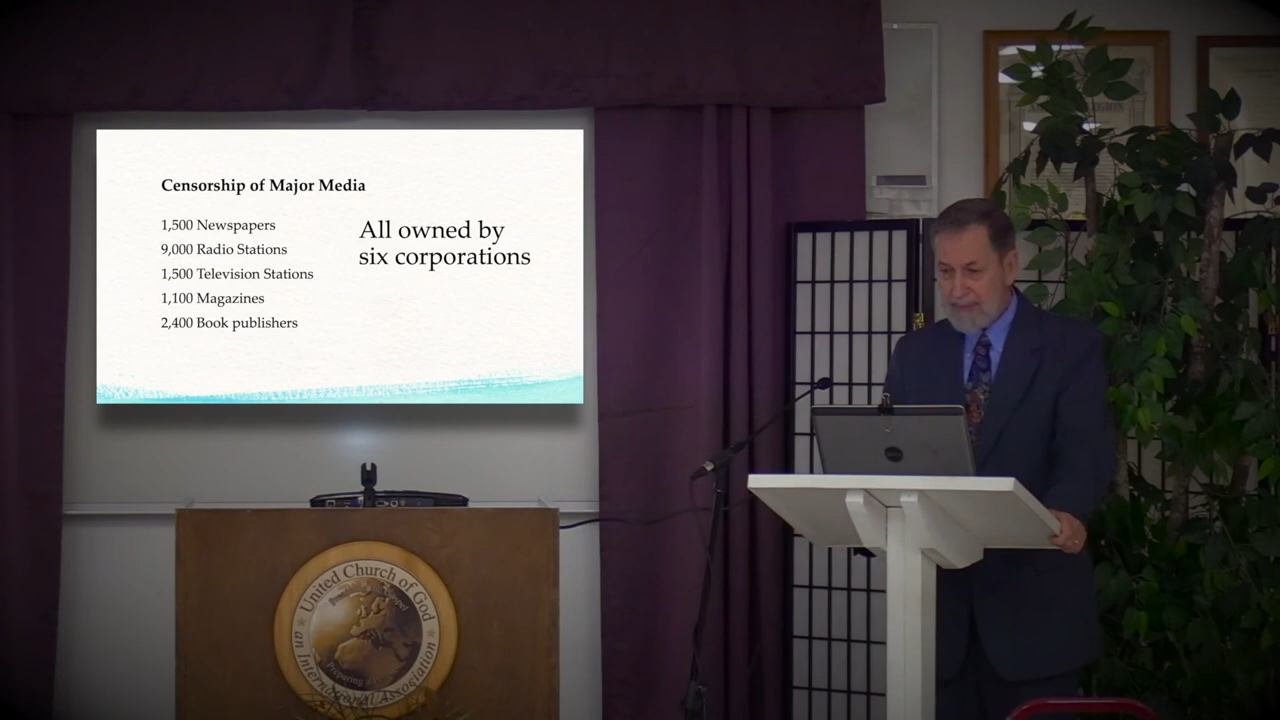 Censorship of Major Media
1,500 Newspapers
9,000 Radio Stations
1,500 Television Stations
1,100 Magazines
2,400 Book publishers
All owned by
six corporations
United Church of God
an International Association
Preparing a